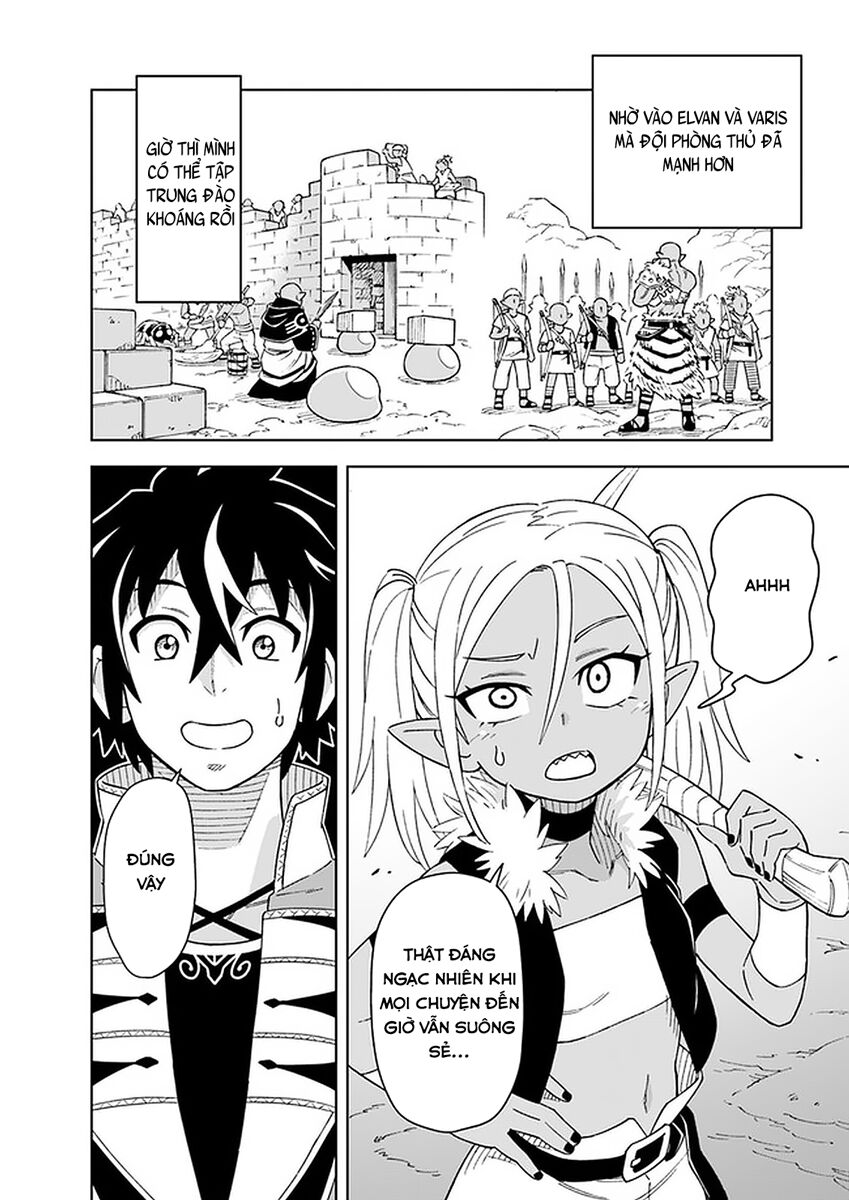 NHỜ VÀO ELVAN VÀ VARIS
MÀ ĐỘI PHÒNG THỦ ĐÃ
MẠNH HƠN
GIỜ THÌ MÌNH
CÓ THỂ TẬP
TRUNG ĐÀO
KHOÁNG RỒI
AHHH
THẬT ĐÁNG
NGẠC NHIÊN KHI
MỌI CHUYỆN ĐẾN
GIỜ VẪN SUÔNG
SẺ...
ĐÚNG
VẬY